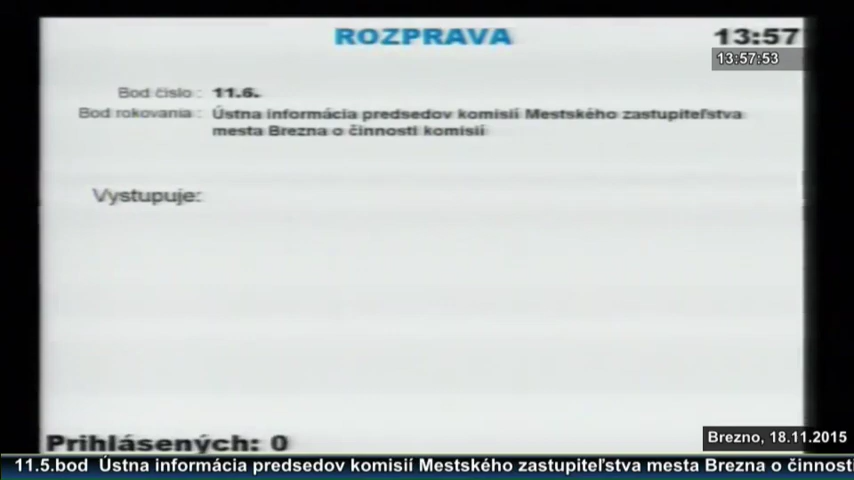 ROZPRAVA 13:57
13:57:53
Bod číslo : 11.6.
Bod rokovania : Ústna informácia predsedov komisií Mestského zastupiteľstva
mesta Brezna o činnosti komisií
Vystupuje:
Prihlásených: 0
Brezno, 18.11.2015
11.5.bod Ústna informácia predsedov komisií Mestského zastupiteľstva mesta Brezna o činnosti